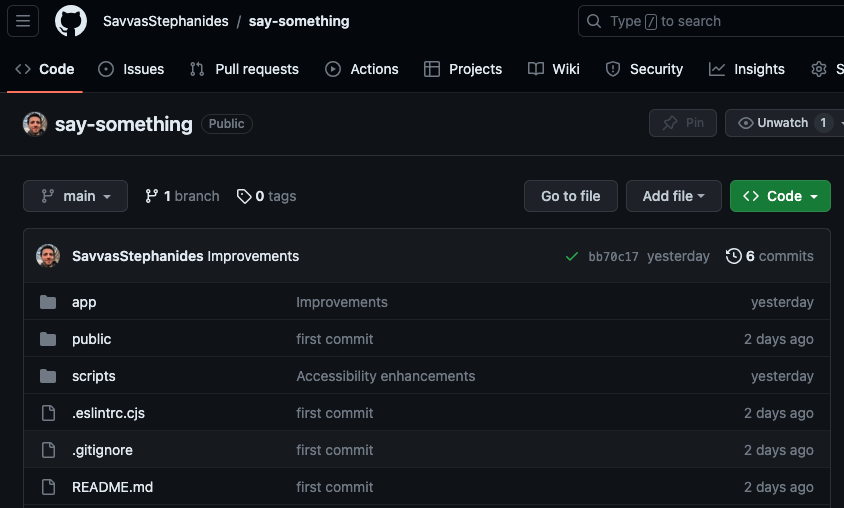 SavvasStephanides / say-something
Type / to search
Code Issues Pull requests Actions Projects Wiki Security Insights S
say-something Public
Pin Unwatch 1
main 1 branch 0 tags Go to file Add file Code
SavvasStephanides Improvements bb70c17 yesterday 6 commits
app Improvements yesterday
public first commit 2 days ago
scripts Accessibility enhancements yesterday
.eslintrc.cjs first commit 2 days ago
.gitignore first commit 2 days ago
README.md first commit 2 days ago